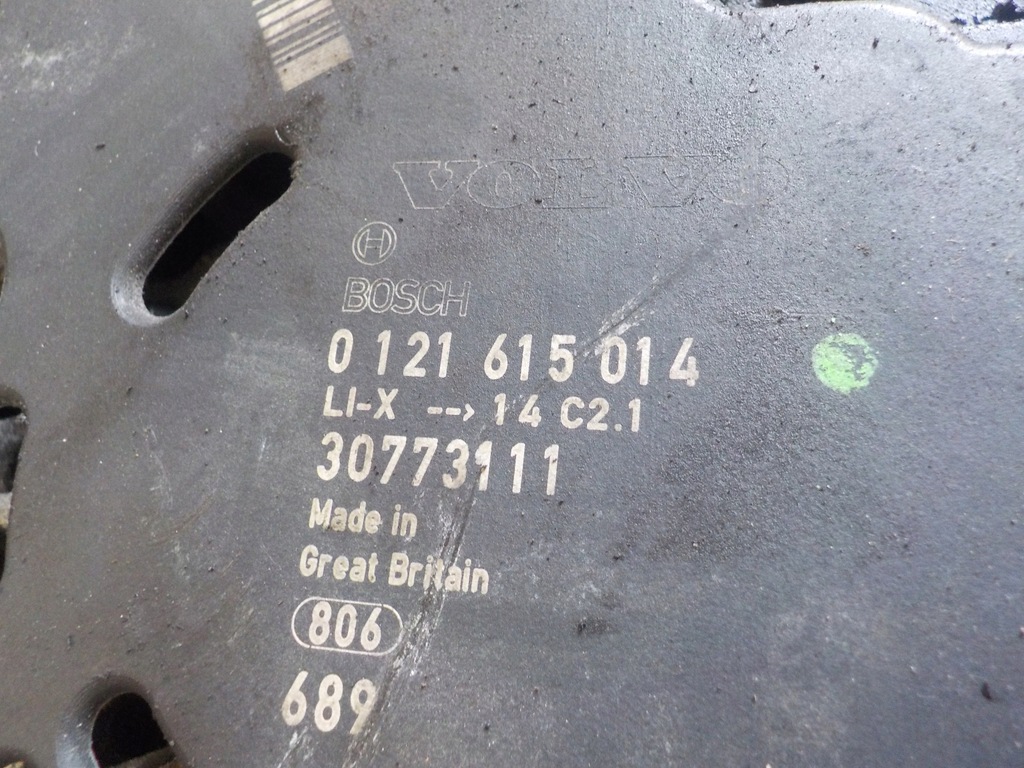 VOLVO
BOSCH
0 121 615 014
LI-X --> 14 C2.1
30773111
Made in
Great Britain
806
689